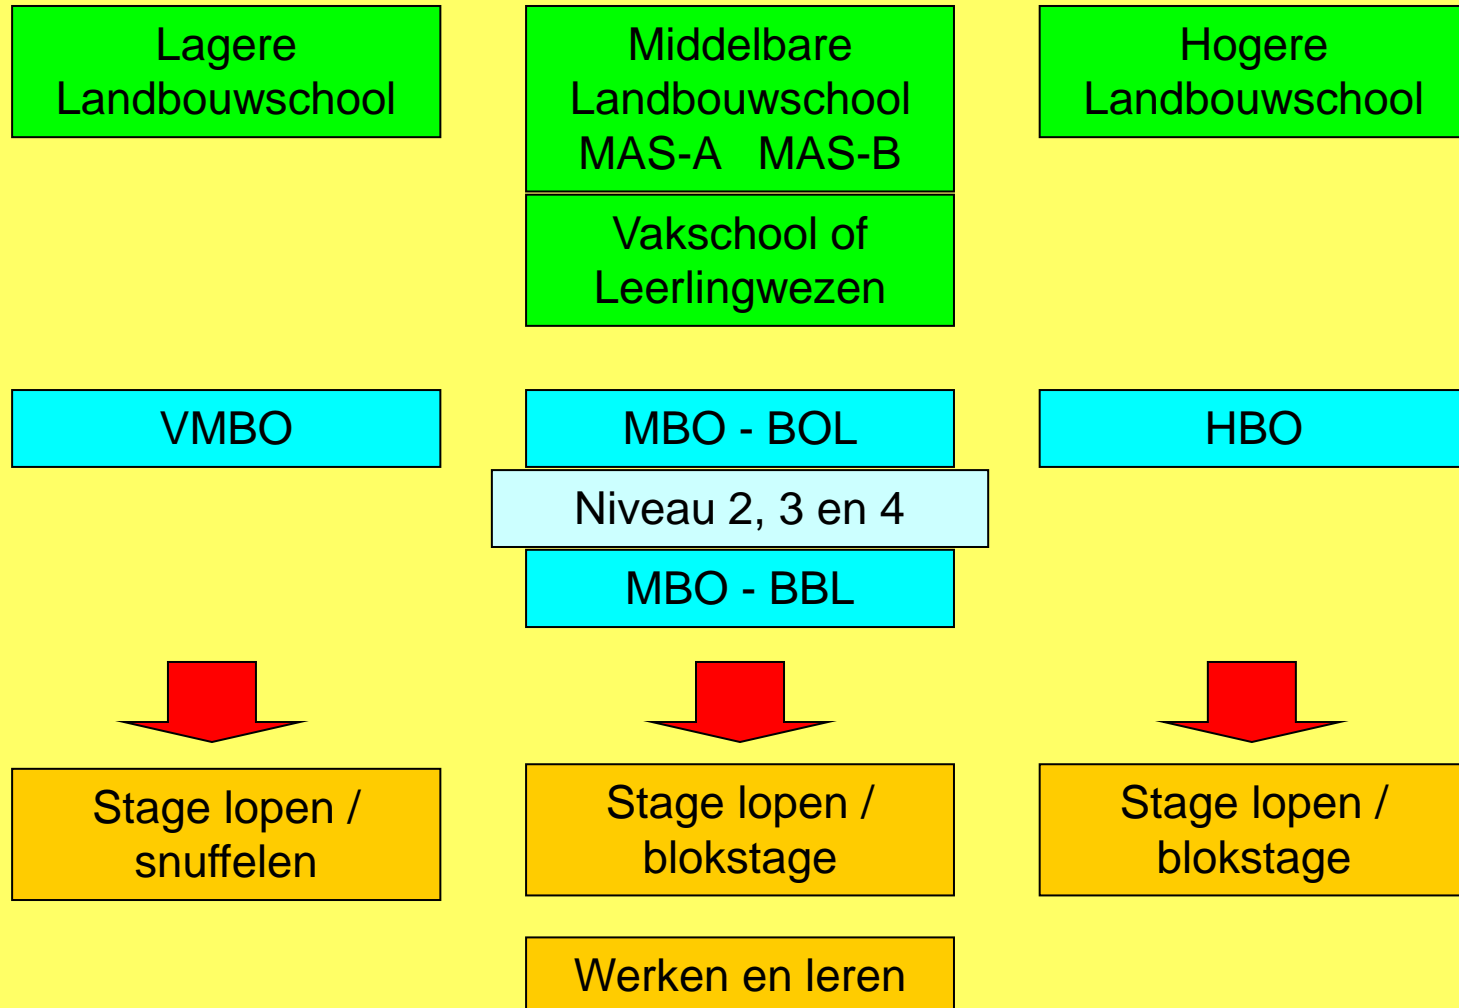 Lagere
Landbouwschool
Middelbare
Landbouwschool
MAS-A MAS-B
Hogere
Landbouwschool
Vakschool of
Leerlingwezen
VMBO
MBO - BOL
HBO
Niveau 2, 3 en 4
MBO - BBL
Stage lopen /
snuffelen
Stage lopen /
blokstage
Stage lopen /
blokstage
Werken en leren